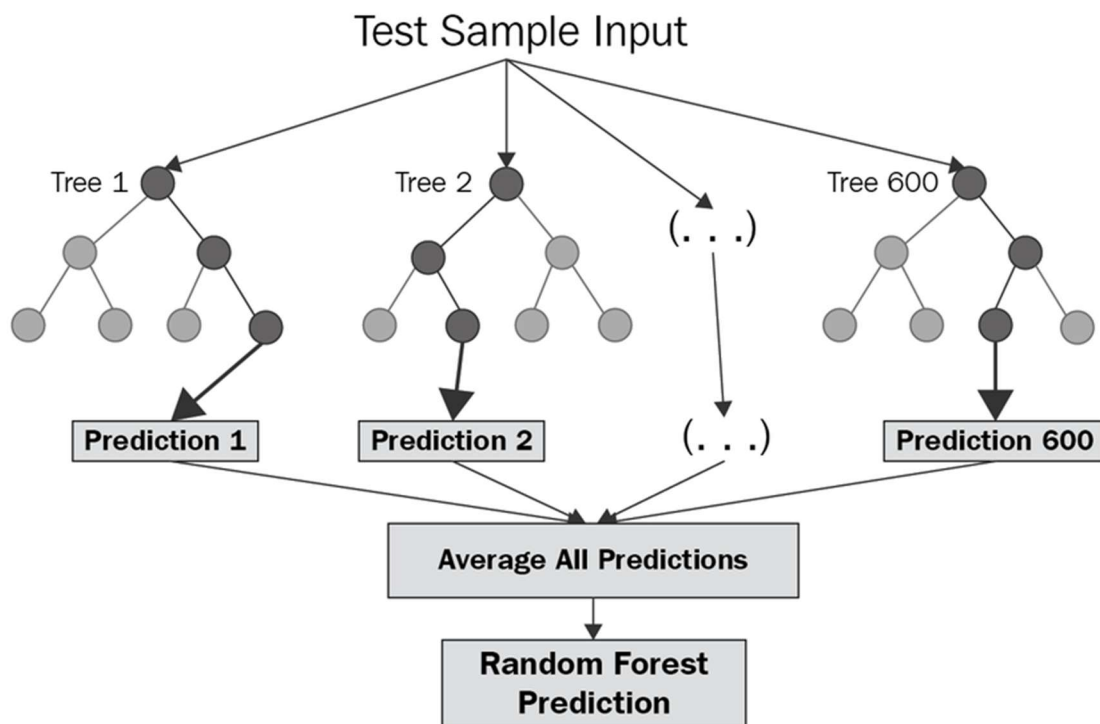 Test Sample Input
Tree 1
Tree 2
(. . .)
Tree 600
Prediction 1
Prediction 2
(. . .)
Prediction 600
Average All Predictions
Random Forest
Prediction